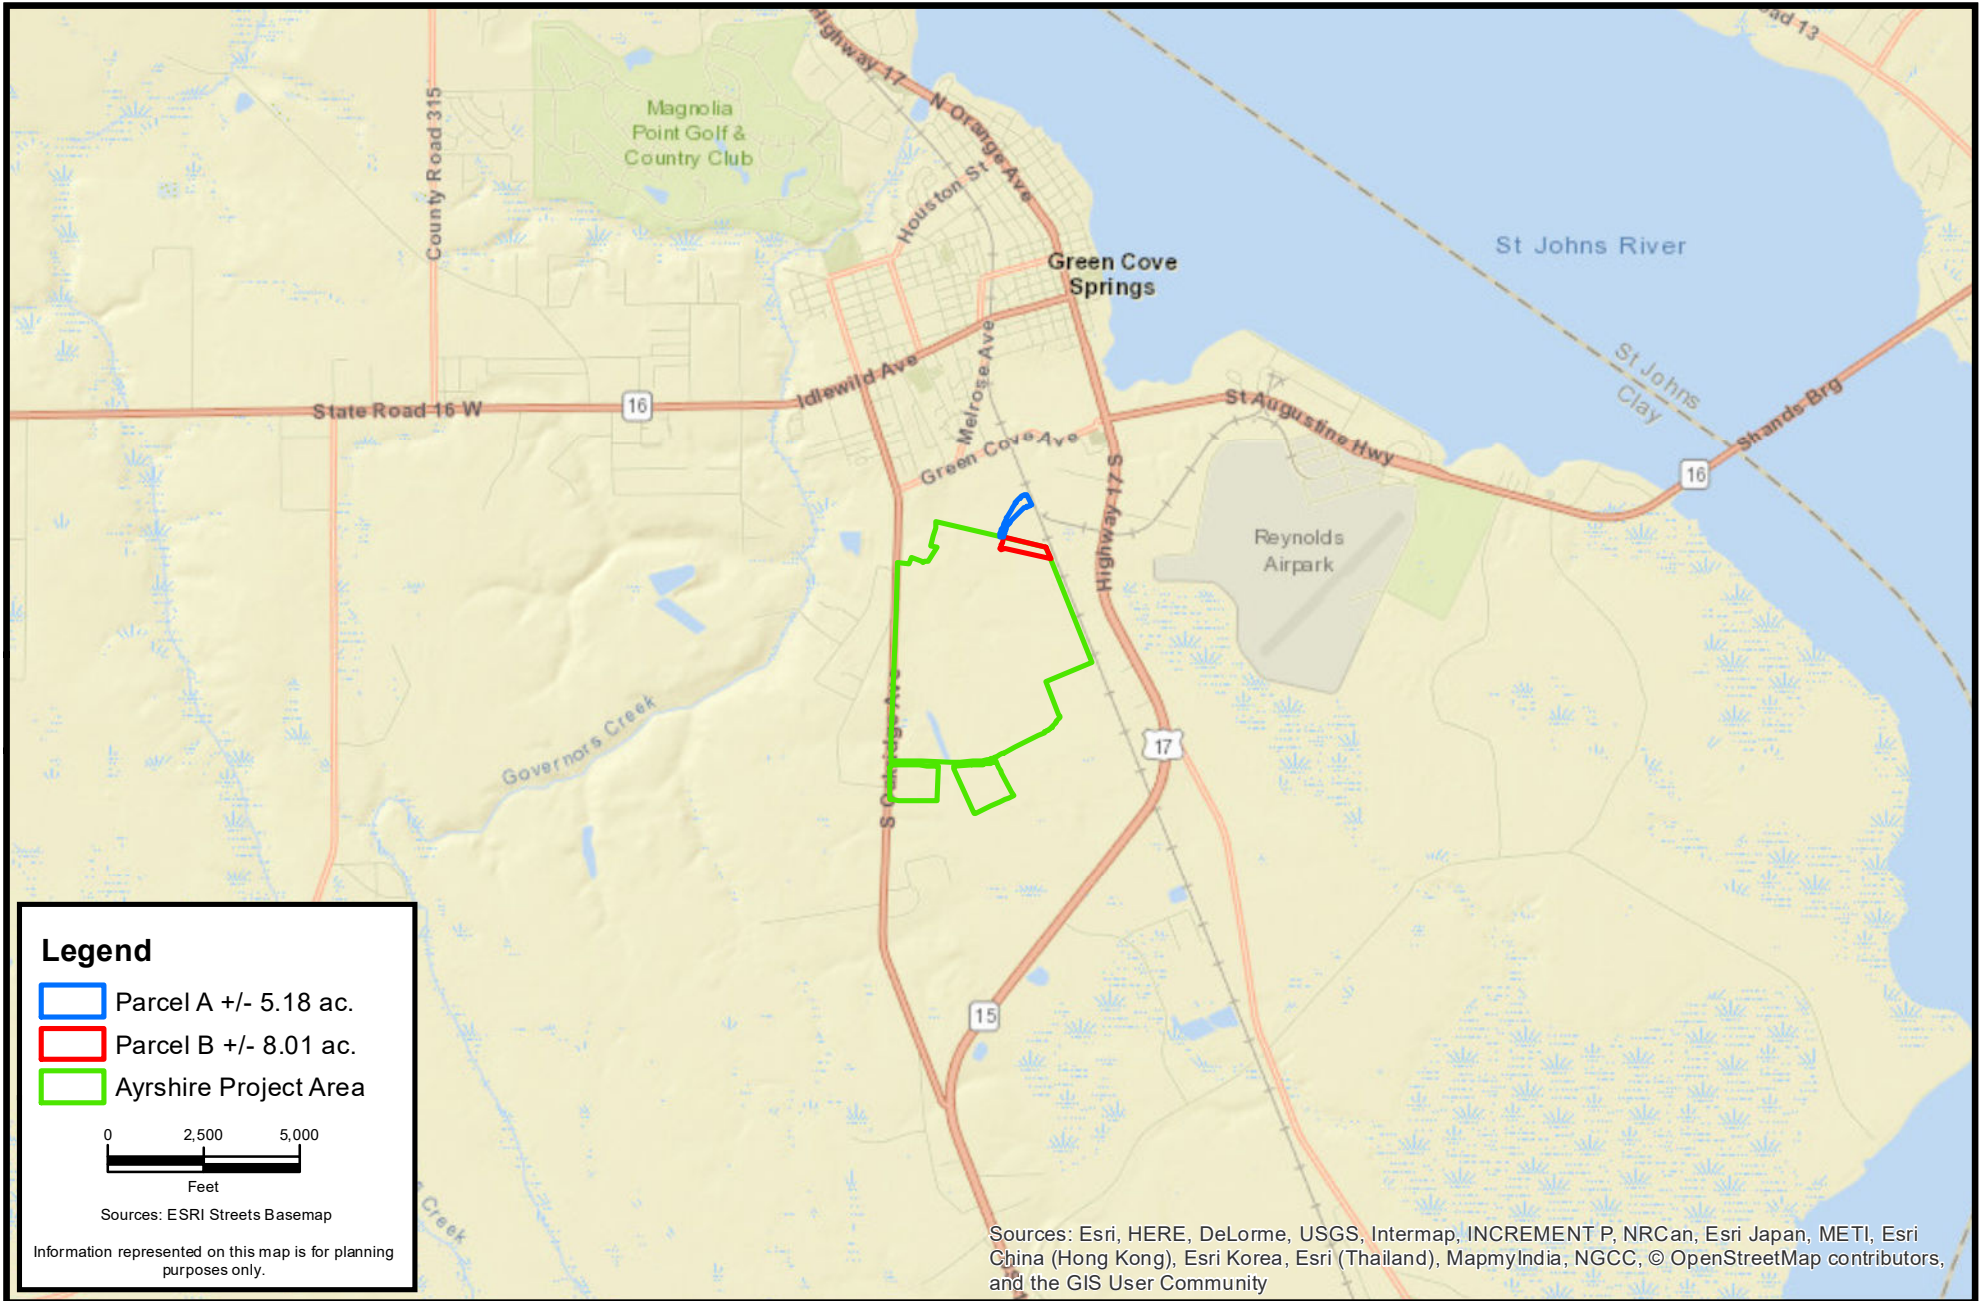 Highway 17
N Orange Ave
oad 13
County Road 315
Magnolia
Point Golf &
Country Club
Houston St
Green Cove
Springs
St Johns River
St Johns
Clay
Shands Brg
State Road 16 W
16
Idlewild Ave
Melrose Ave
Green Cove Ave
St Augustine Hwy
16
Highway 17 S
Reynolds
Airpark
Governors Creek
17
15
Legend
Parcel A +/- 5.18 ac.
Parcel B +/- 8.01 ac.
Ayrshire Project Area
0 2,500 5,000
Feet
Sources: ESRI Streets Basemap
Information represented on this map is for planning
purposes only.
Creek
Sources: Esri, HERE, DeLorme, USGS, Intermap, INCREMENT P, NRCan, Esri Japan, METI, Esri
China (Hong Kong), Esri Korea, Esri (Thailand), MapmyIndia, NGCC, © OpenStreetMap contributors,
and the GIS User Community